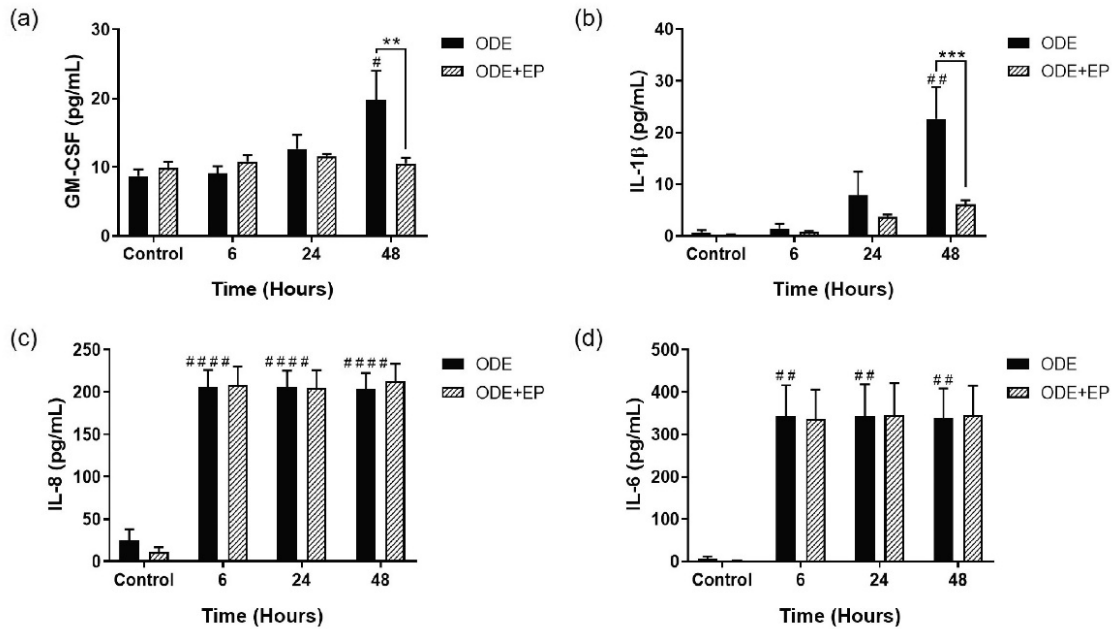 (a)
30
20
10
0
GM-CSF (pg/mL)
**
#
ODE
ODE+EP
Control 6 24 48
Time (Hours)
(b)
40
30
20
10
0
IL-1β (pg/mL)
***
##
ODE
ODE+EP
Control 6 24 48
Time (Hours)
(c)
250
200
150
100
50
0
IL-8 (pg/mL)
#### #### ####
ODE
ODE+EP
Control 6 24 48
Time (Hours)
(d)
500
400
300
200
100
0
IL-6 (pg/mL)
## ## ##
ODE
ODE+EP
Control 6 24 48
Time (Hours)